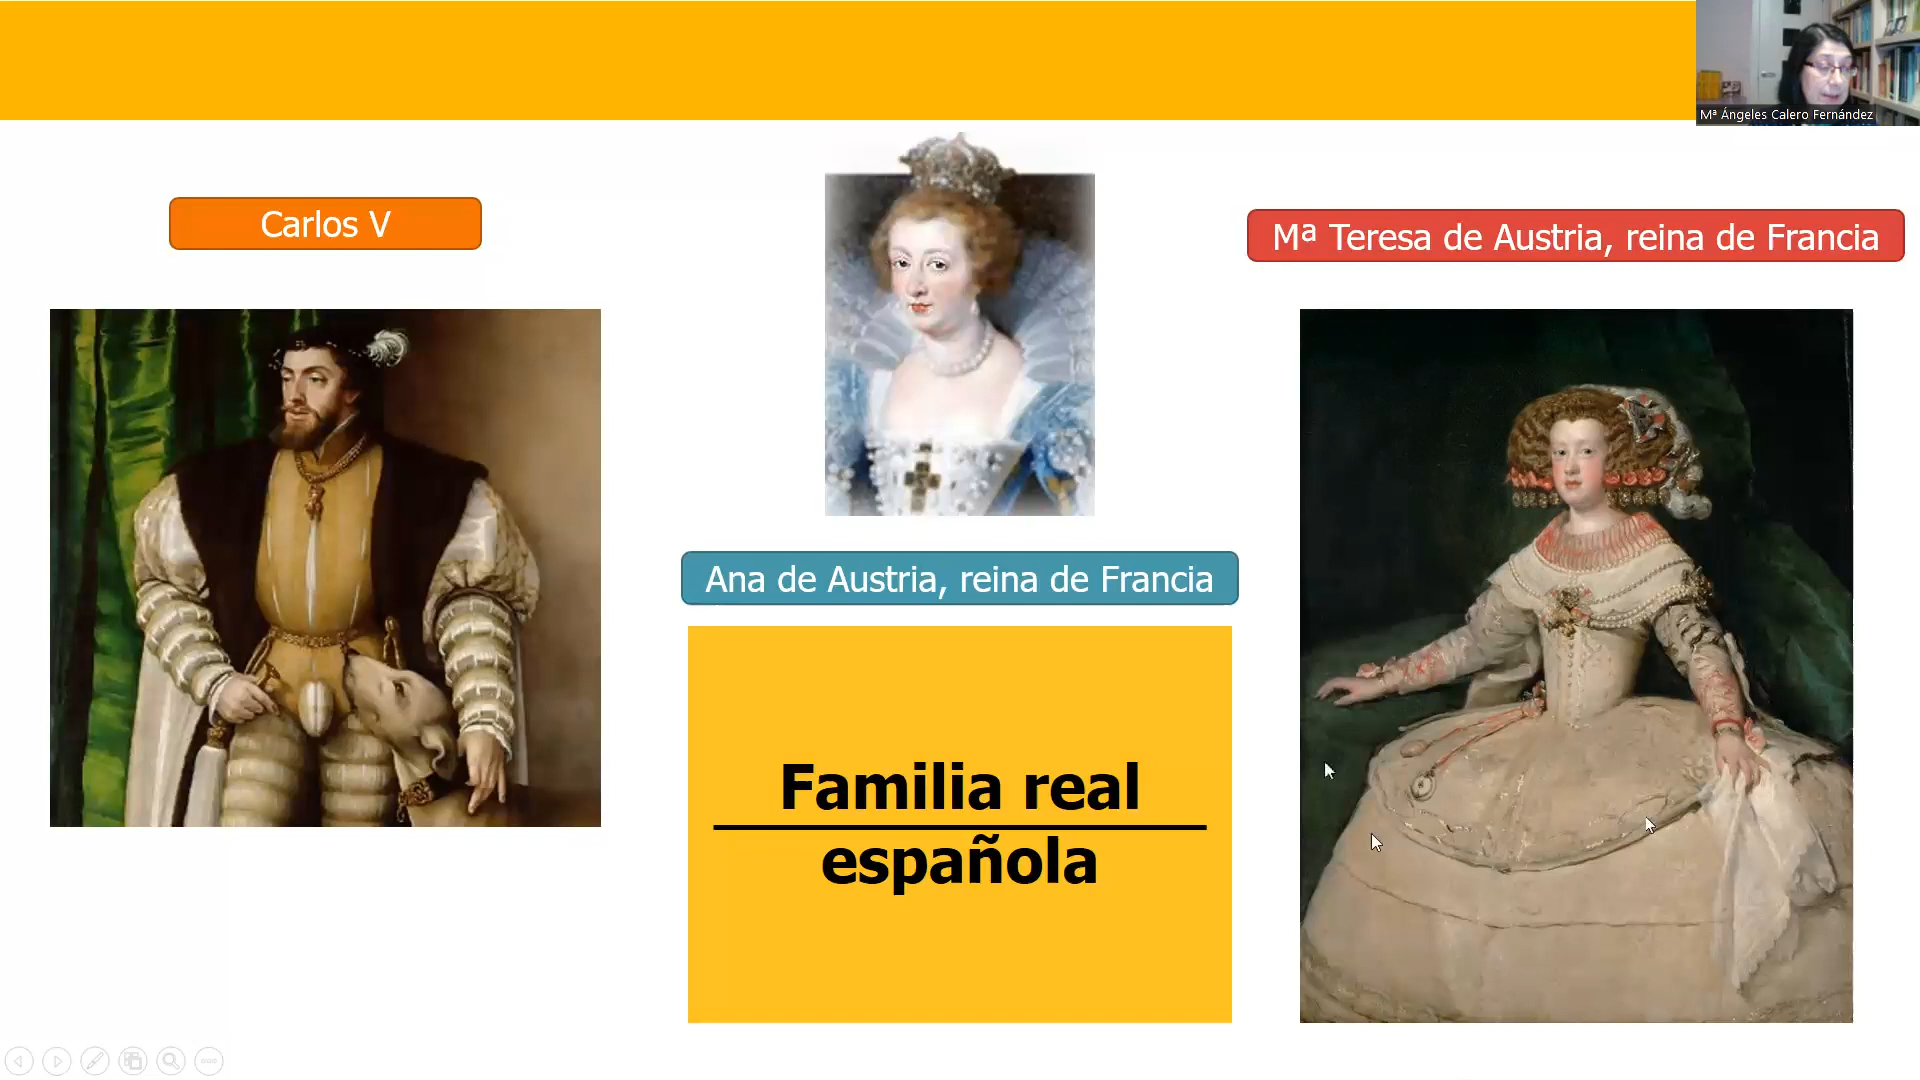 Mª Ángeles Calero Fernández
Carlos V
Mª Teresa de Austria, reina de Francia
Ana de Austria, reina de Francia
Familia real
española